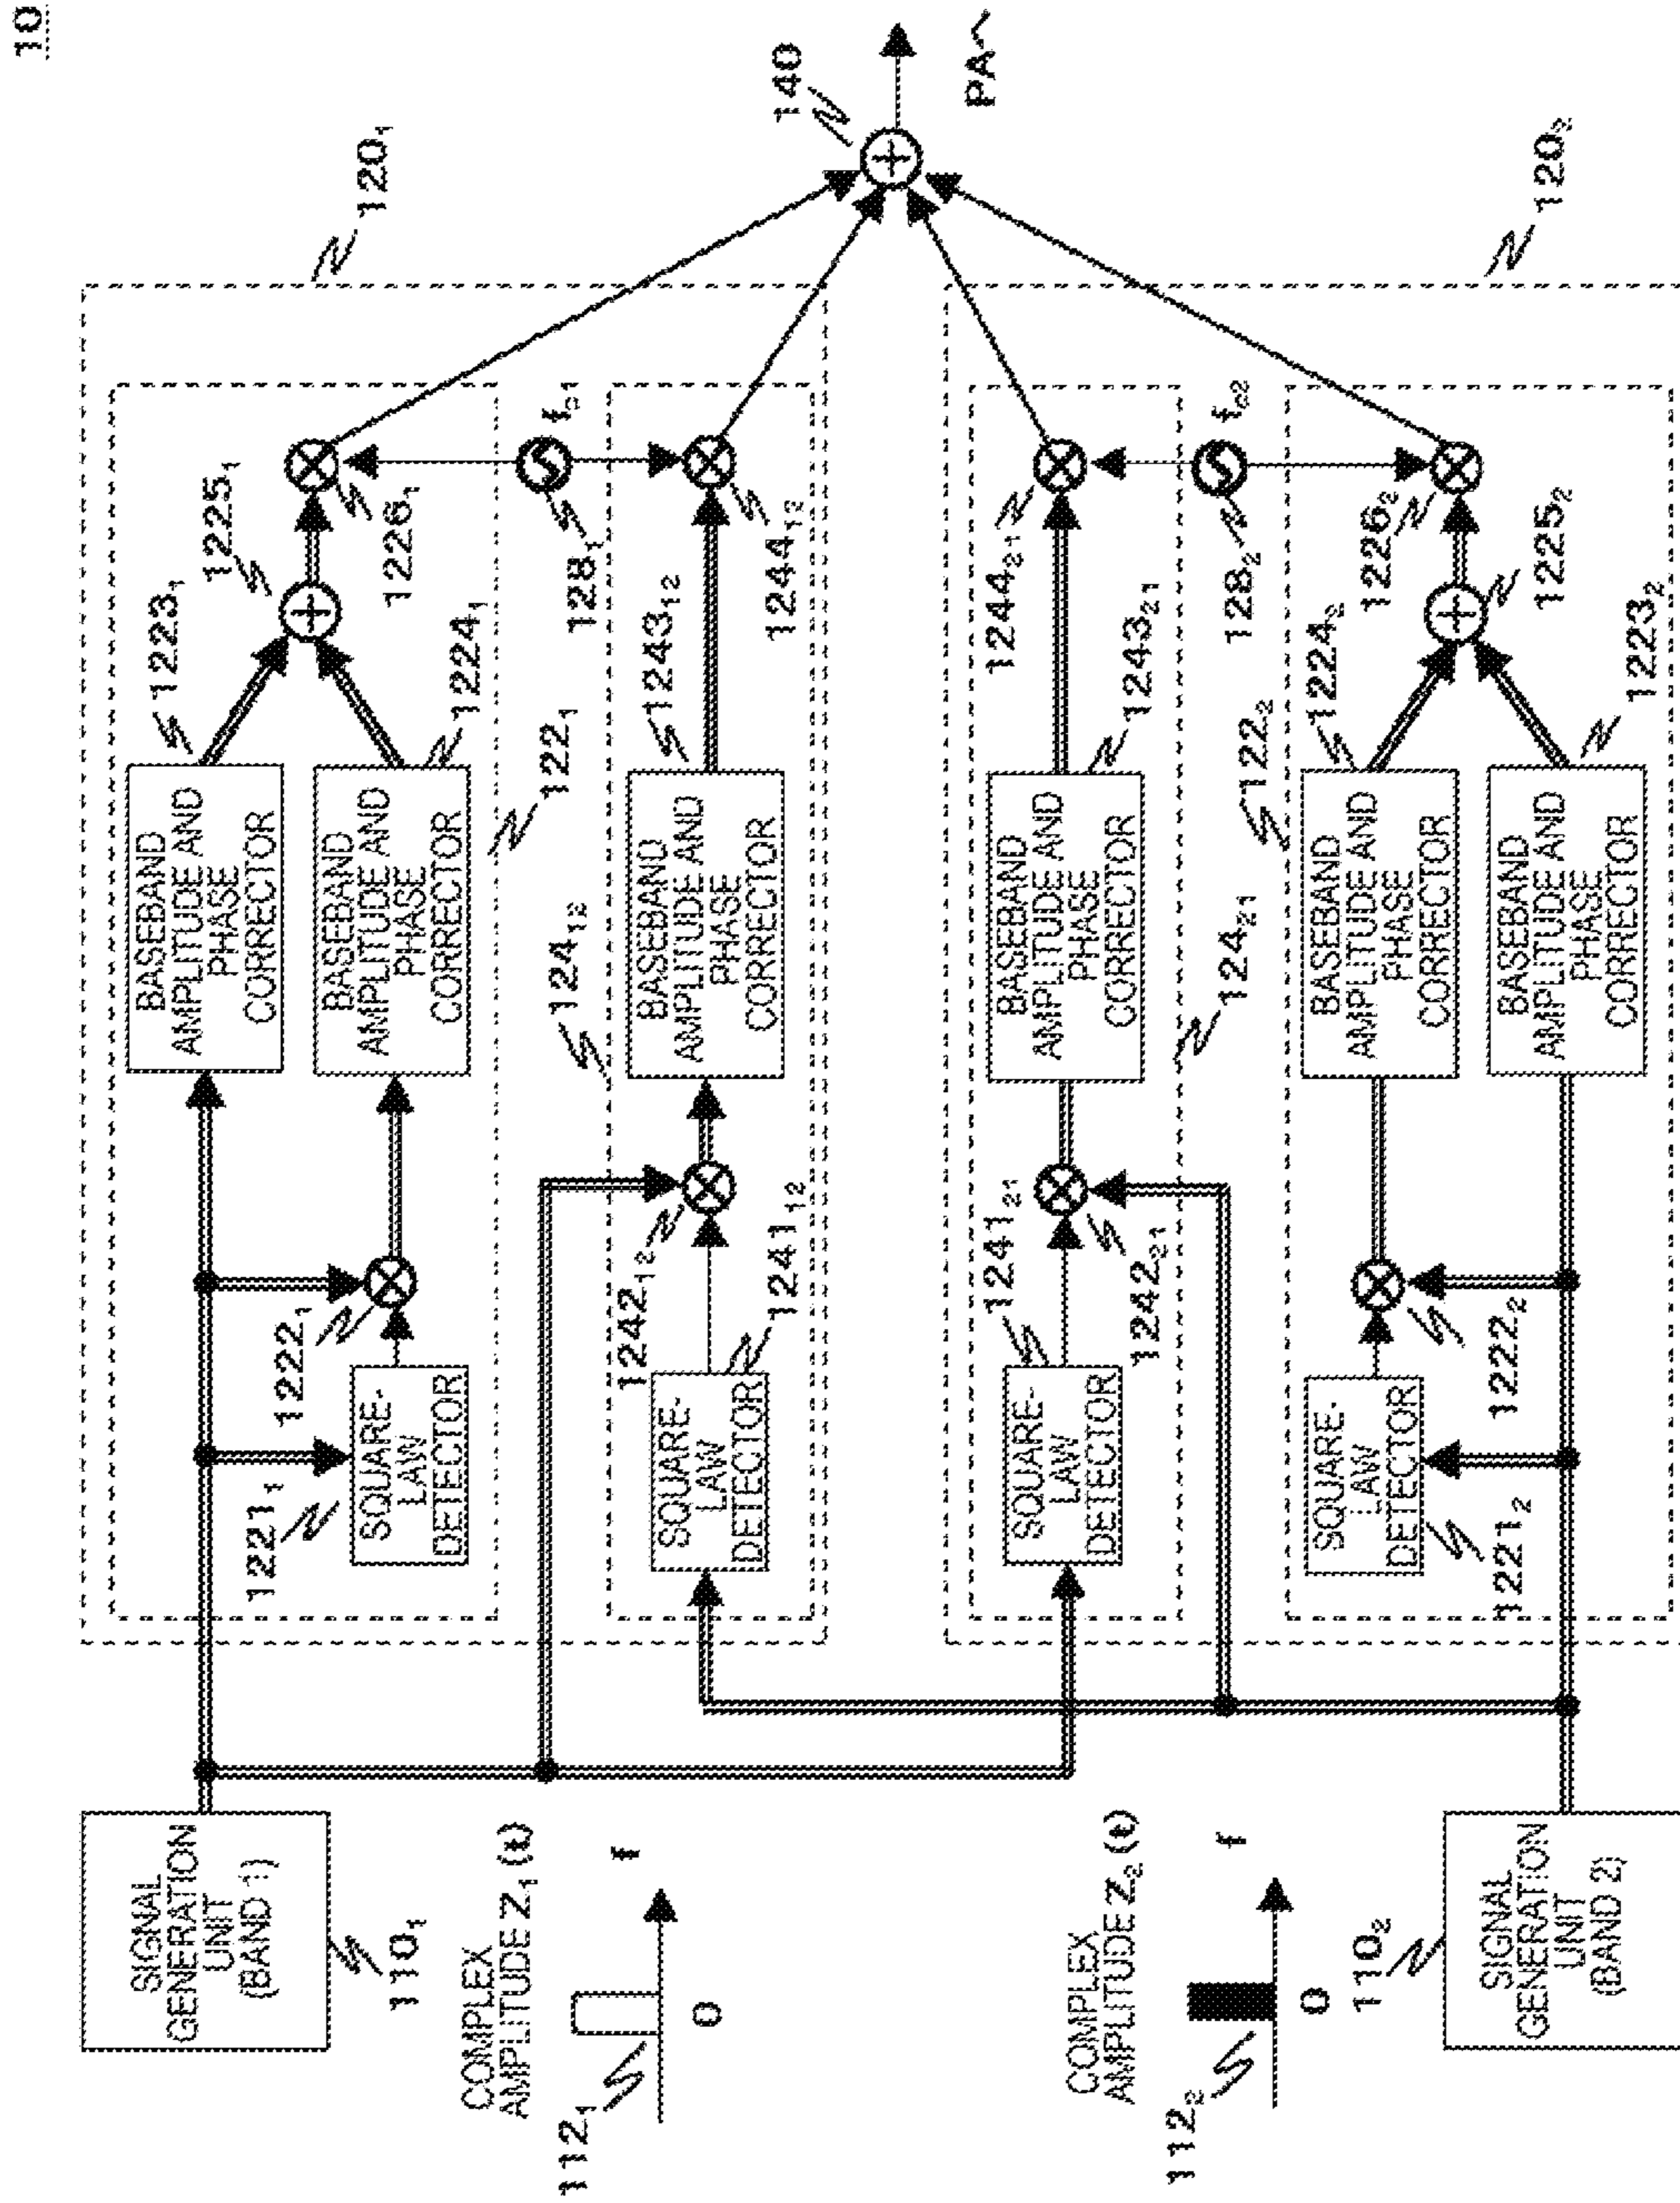 10
SIGNAL
GENERATION
UNIT
(BAND 1)
110₁
COMPLEX
AMPLITUDE Z₁ (t)
112₁
0
f
COMPLEX
AMPLITUDE Z₂ (t)
112₂
0
f
110₂
SIGNAL
GENERATION
UNIT
(BAND 2)
1221₁
SQUARE-
LAW
DETECTOR
1222₁
BASEBAND
AMPLITUDE AND
PHASE
CORRECTOR
1223₁
BASEBAND
AMPLITUDE AND
PHASE
CORRECTOR
1224₁
122₁
1225₁
1226₁
120₁
128₁
fc1
124₁₂
SQUARE-
LAW
DETECTOR
1241₁₂
1242₁₂
BASEBAND
AMPLITUDE AND
PHASE
CORRECTOR
1243₁₂
1244₁₂
140
PA~
SQUARE-
LAW
DETECTOR
1241₂₁
1242₂₁
BASEBAND
AMPLITUDE AND
PHASE
CORRECTOR
1243₂₁
1244₂₁
124₂₁
128₂
fc2
122₂
SQUARE-
LAW
DETECTOR
1221₂
1222₂
BASEBAND
AMPLITUDE AND
PHASE
CORRECTOR
1224₂
BASEBAND
AMPLITUDE AND
PHASE
CORRECTOR
1223₂
1225₂
1226₂
120₂